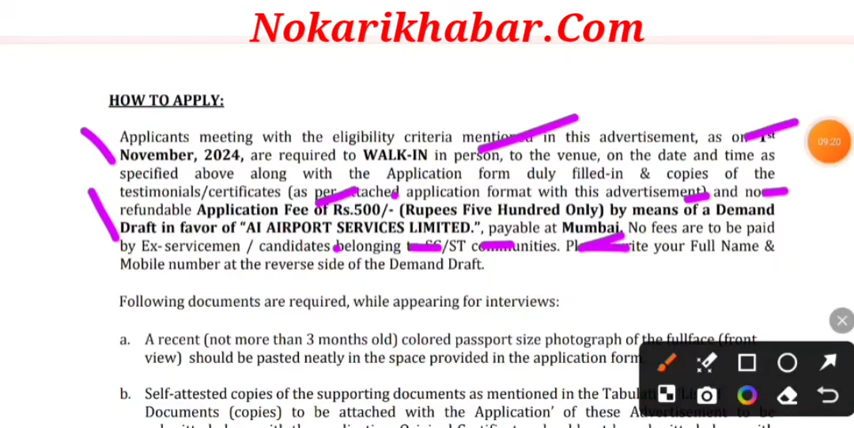 Nokarikhabar.Com
HOW TO APPLY:
Applicants meeting with the eligibility criteria mentioned in this advertisement, as on 1st
November, 2024, are required to WALK-IN in person, to the venue, on the date and time as
specified above along with the Application form duly filled-in & copies of the
testimonials/certificates (as per attached application format with this advertisement) and non
refundable Application Fee of Rs.500/- (Rupees Five Hundred Only) by means of a Demand
Draft in favor of “AI AIRPORT SERVICES LIMITED.”, payable at Mumbai. No fees are to be paid
by Ex-servicemen / candidates belonging to SC/ST communities. Please write your Full Name &
Mobile number at the reverse side of the Demand Draft.
Following documents are required, while appearing for interviews:
a. A recent (not more than 3 months old) colored passport size photograph of the fullface (front
view) should be pasted neatly in the space provided in the application form
b. Self-attested copies of the supporting documents as mentioned in the
Documents (copies) to be attached with the Application’ of these Advertisement to be
09:20